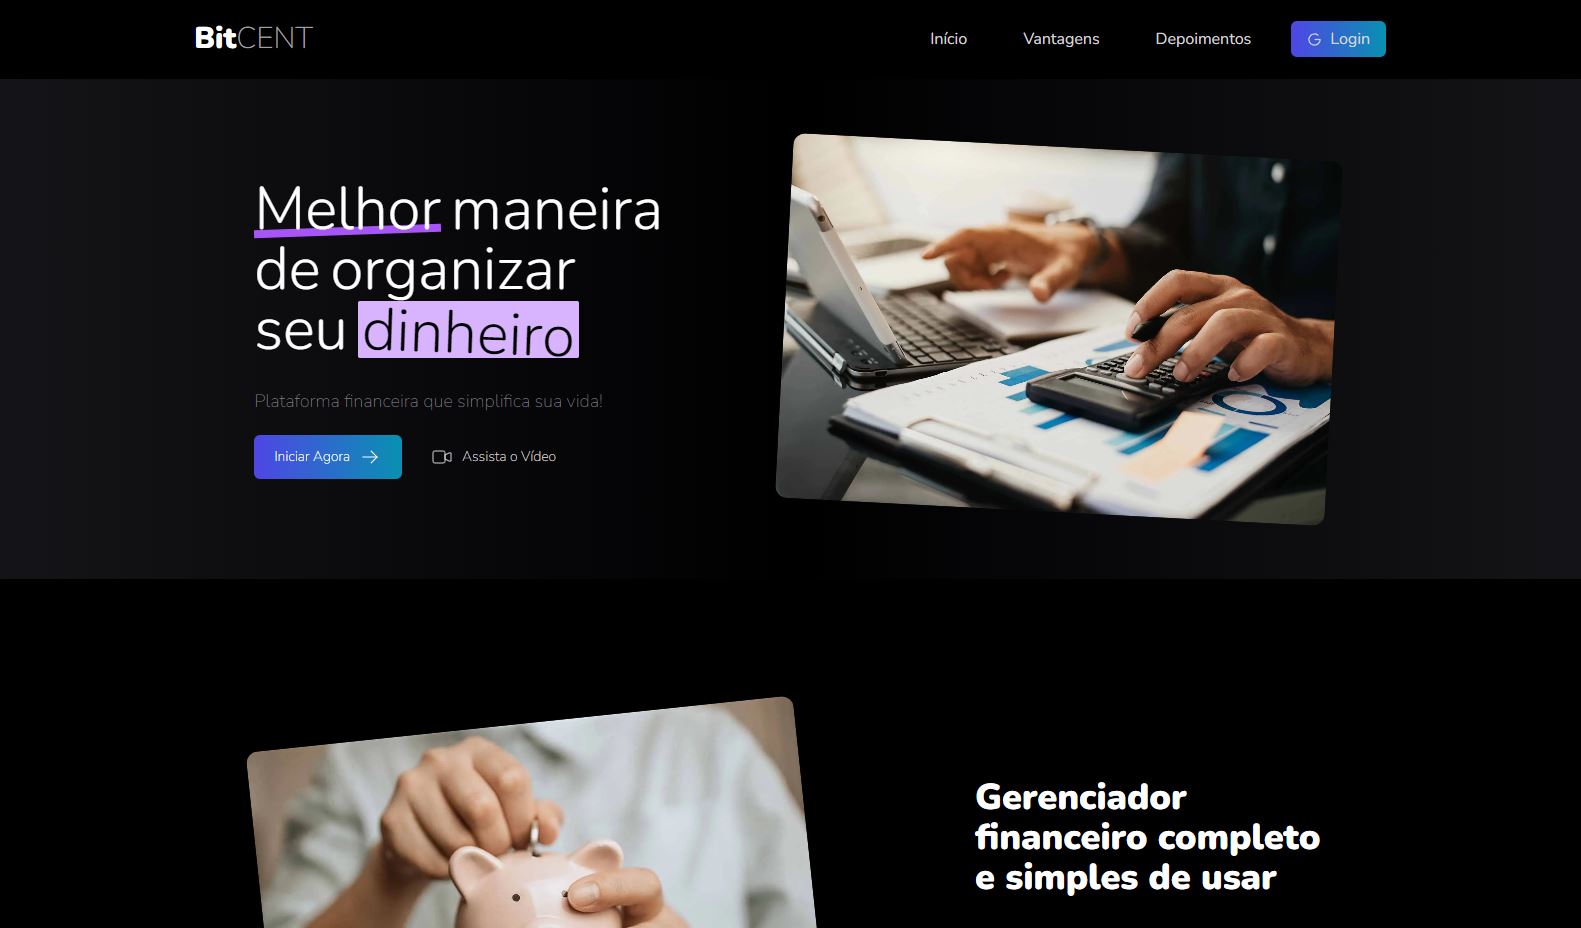 BitCENT
Início
Vantagens
Depoimentos
Login
Melhor maneira
de organizar
seu dinheiro
Plataforma financeira que simplifica sua vida!
Iniciar Agora
Assista o Vídeo
Gerenciador
financeiro completo
e simples de usar